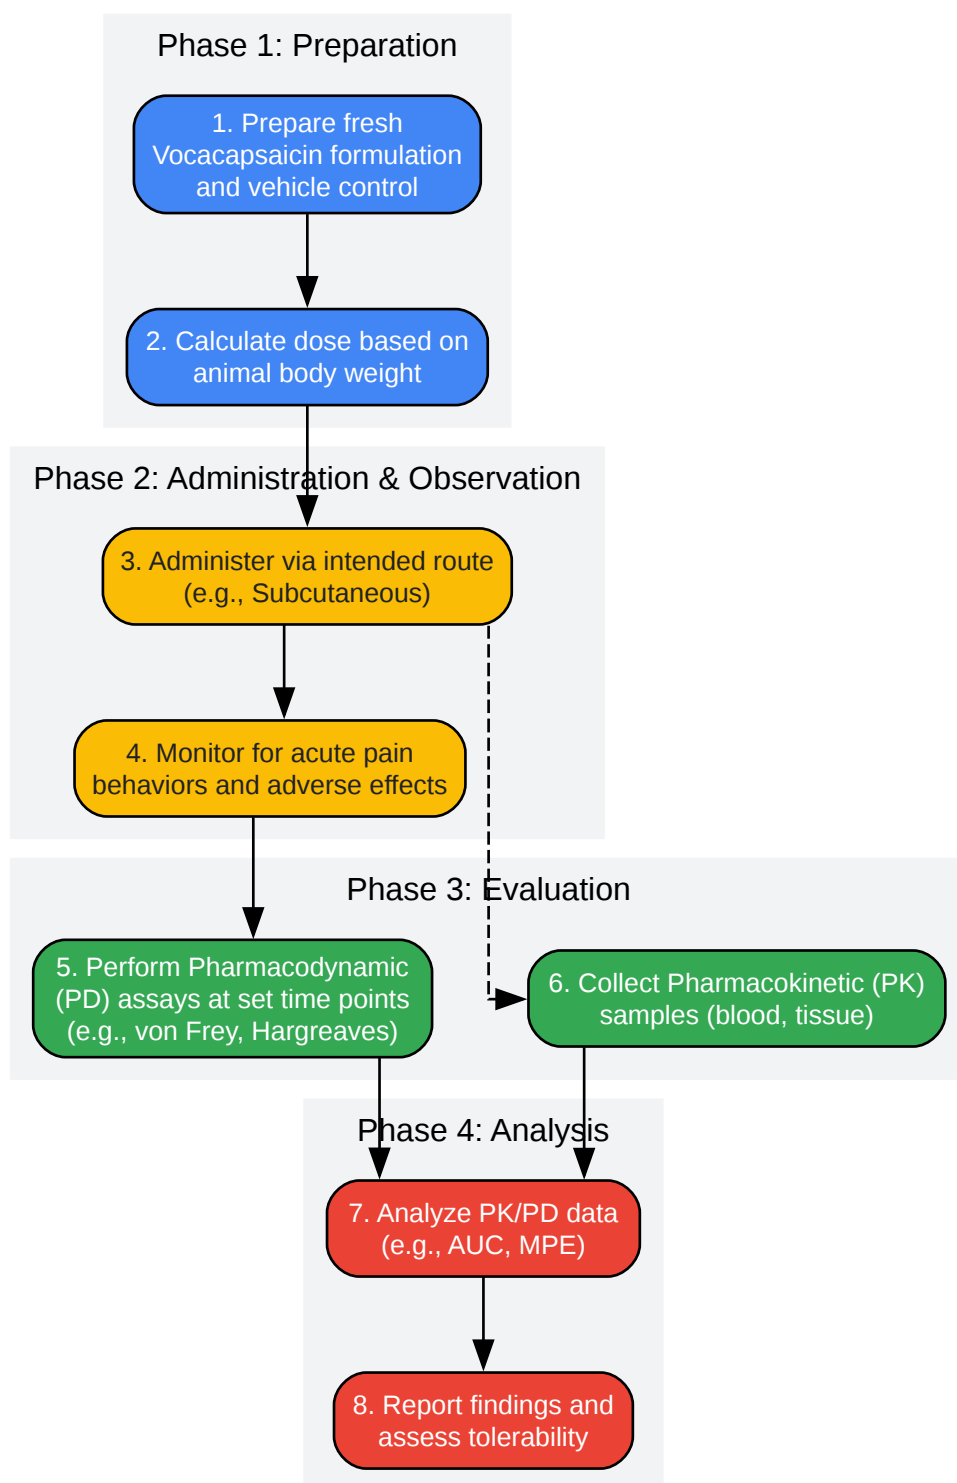 Phase 1: Preparation
1. Prepare fresh
Vocacapsaicin formulation
and vehicle control
2. Calculate dose based on
animal body weight
Phase 2: Administration & Observation
3. Administer via intended route
(e.g., Subcutaneous)
4. Monitor for acute pain
behaviors and adverse effects
Phase 3: Evaluation
5. Perform Pharmacodynamic
(PD) assays at set time points
(e.g., von Frey, Hargreaves)
6. Collect Pharmacokinetic (PK)
samples (blood, tissue)
Phase 4: Analysis
7. Analyze PK/PD data
(e.g., AUC, MPE)
8. Report findings and
assess tolerability